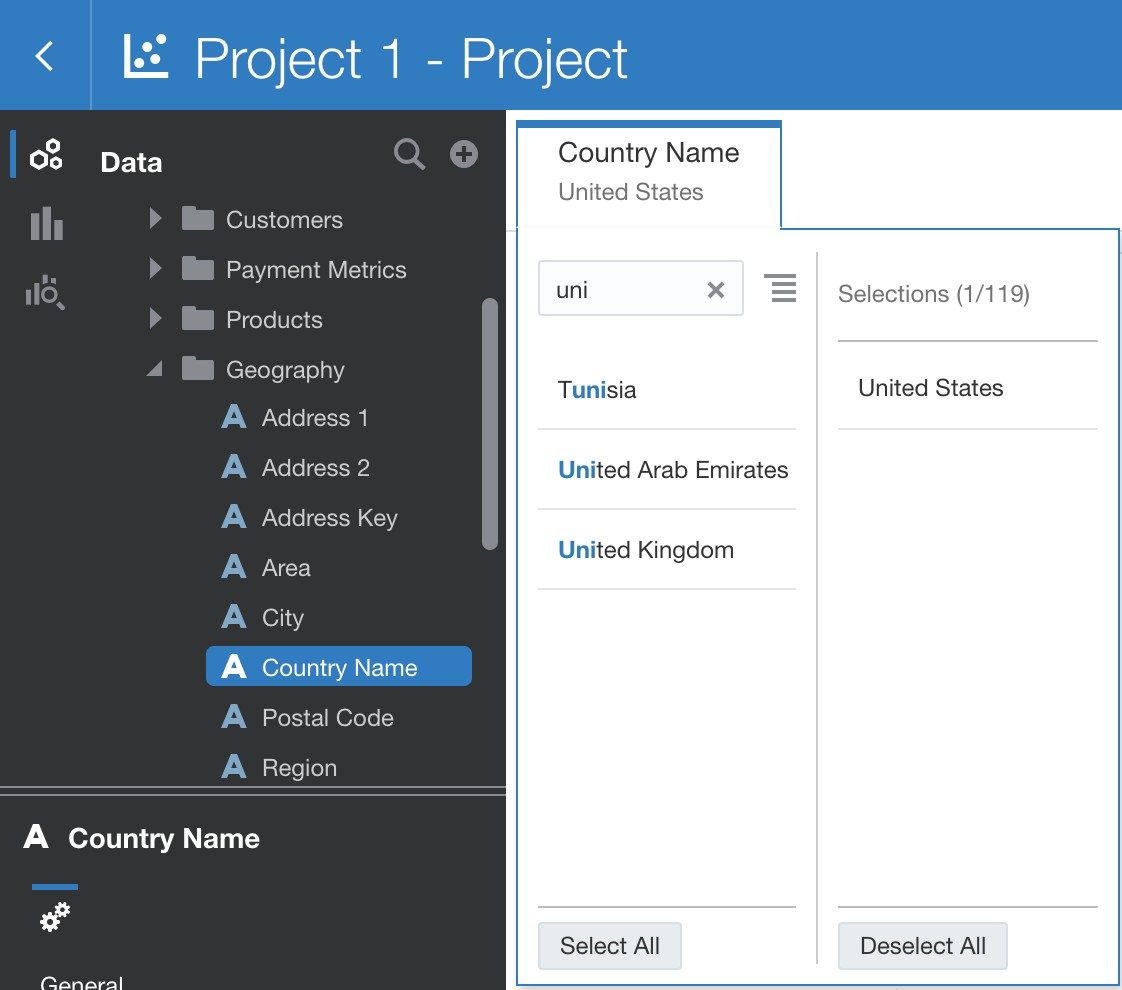 Project 1 - Project
Data
Customers
Payment Metrics
Products
Geography
A Address 1
A Address 2
A Address Key
A Area
A City
A Country Name
A Postal Code
A Region
A Country Name
General
Country Name
United States
uni
Tunisia
United Arab Emirates
United Kingdom
Select All
Selections (1/119)
United States
Deselect All